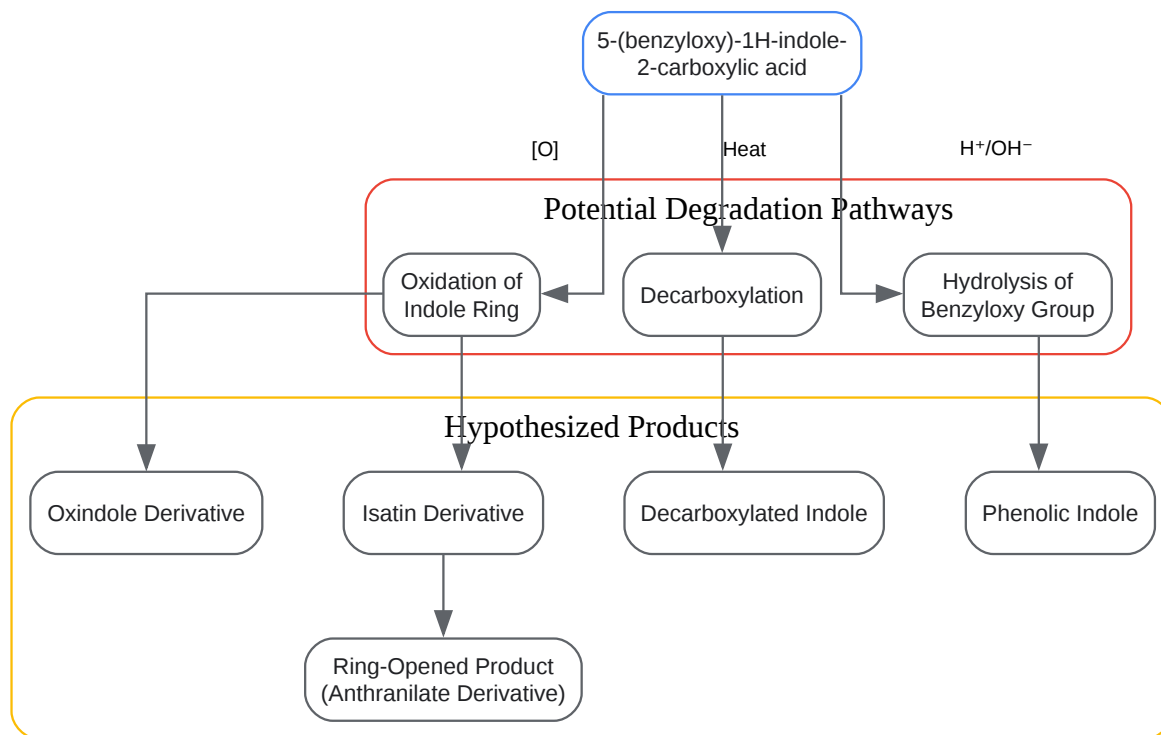 5-(benzyloxy)-1H-indole-
2-carboxylic acid
[O]
Heat
H⁺/OH⁻
Potential Degradation Pathways
Oxidation of
Indole Ring
Decarboxylation
Hydrolysis of
Benzyloxy Group
Hypothesized Products
Oxindole Derivative
Isatin Derivative
Decarboxylated Indole
Phenolic Indole
Ring-Opened Product
(Anthranilate Derivative)